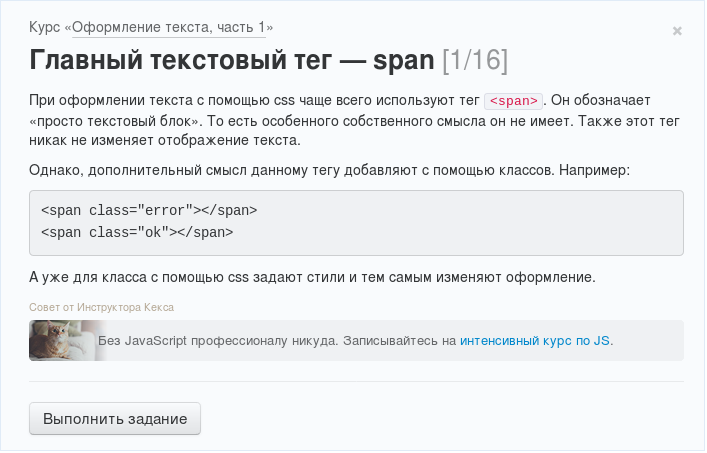 Курс «Оформление текста, часть 1»
Главный текстовый тег — span [1/16]
При оформлении текста с помощью css чаще всего используют тег <span>. Он обозначает
«просто текстовый блок». То есть особенного собственного смысла он не имеет. Также этот тег
никак не изменяет отображение текста.
Однако, дополнительный смысл данному тегу добавляют с помощью классов. Например:
<span class="error"></span>
<span class="ok"></span>
А уже для класса с помощью css задают стили и тем самым изменяют оформление.
Совет от Инструктора Кекса
Без JavaScript профессионалу никуда. Записывайтесь на интенсивный курс по JS.
Выполнить задание